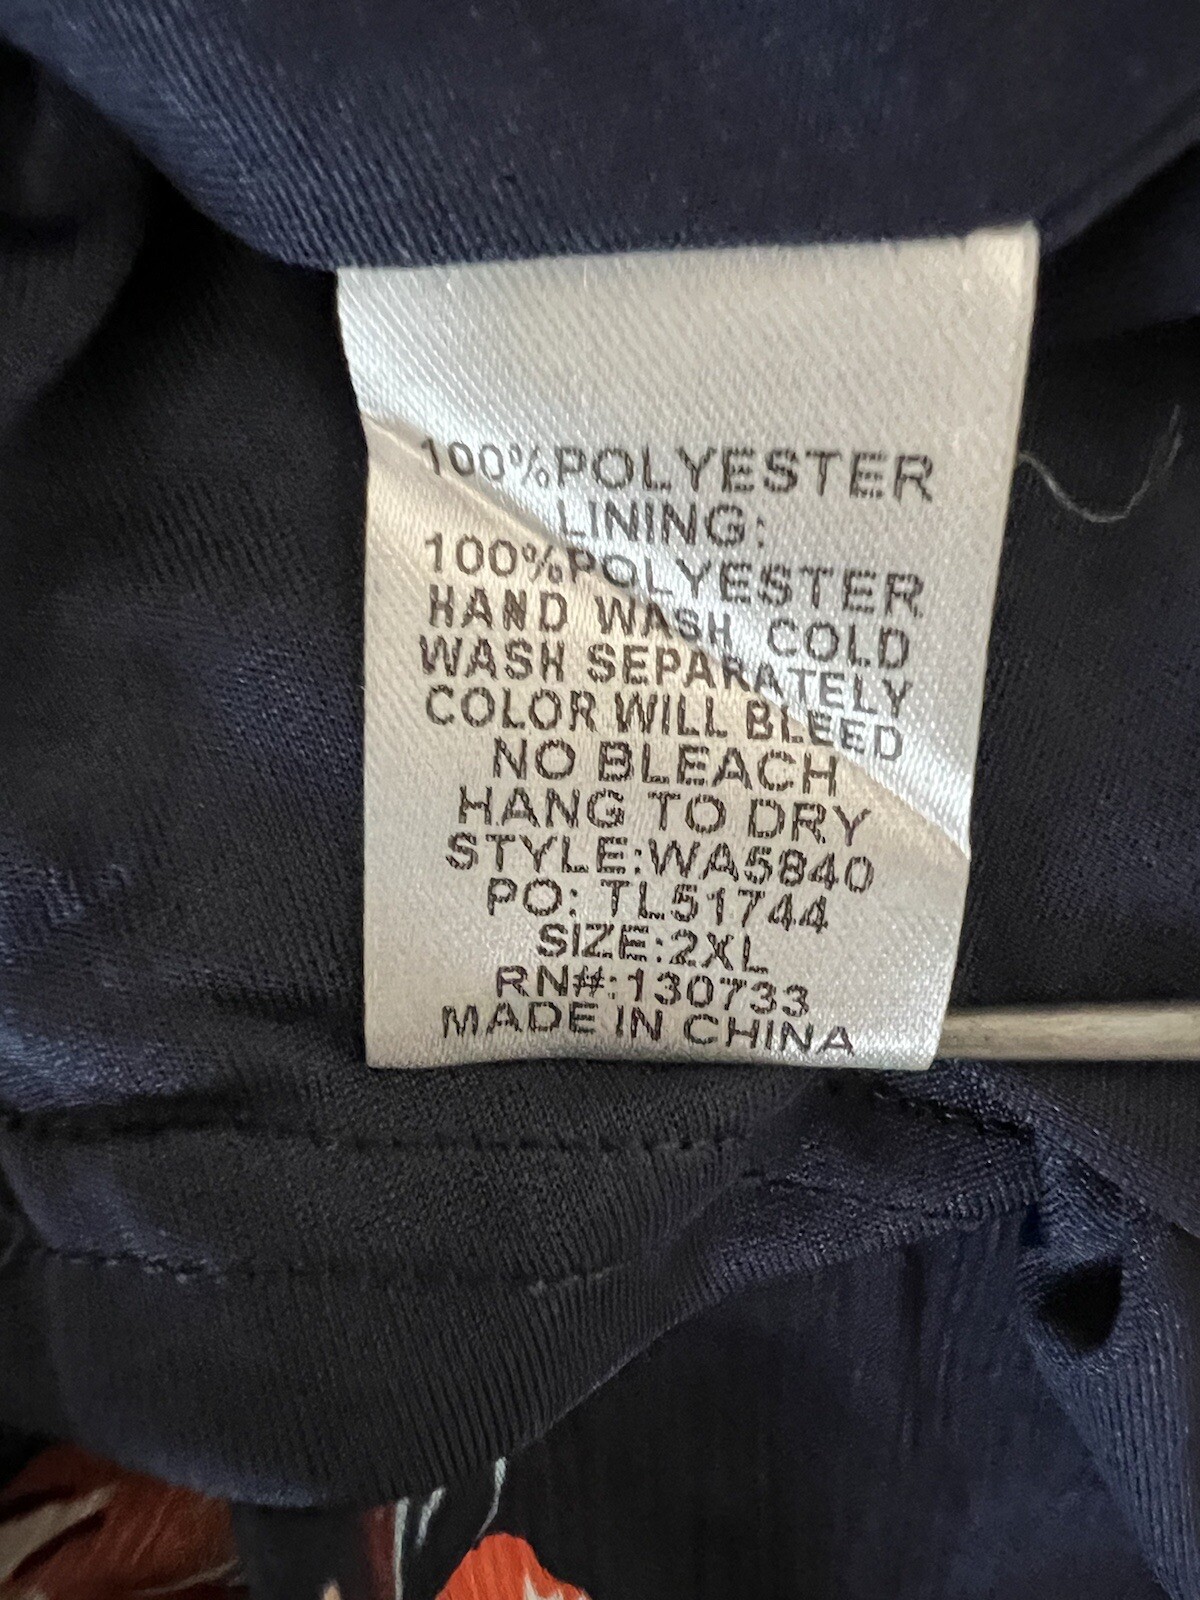 100%POLYESTER
LINING:
100%POLYESTER
HAND WASH COLD
WASH SEPARATELY
COLOR WILL BLEED
NO BLEACH
HANG TO DRY
STYLE:WA5840
PO: TL51744
SIZE:2XL
RN#:130733
MADE IN CHINA